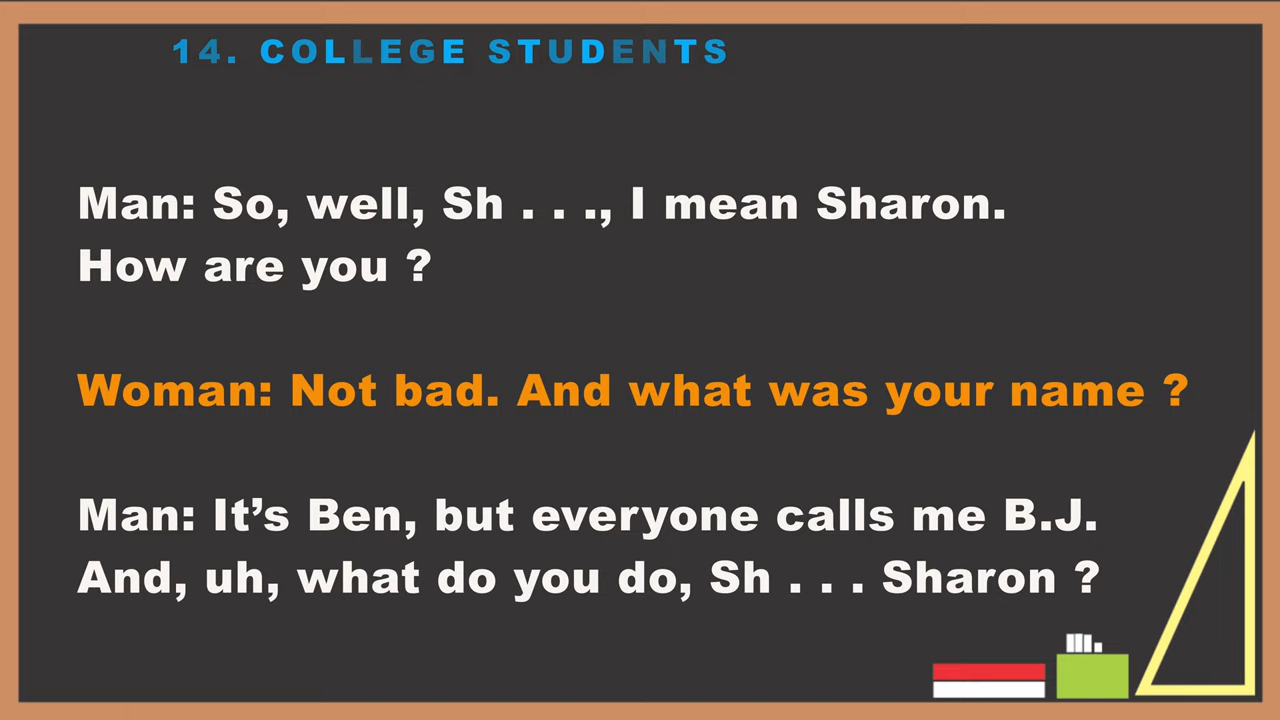 14. COLLEGE STUDENTS
Man: So, well, Sh . . ., I mean Sharon.
How are you ?
Woman: Not bad. And what was your name ?
Man: It’s Ben, but everyone calls me B.J.
And, uh, what do you do, Sh . . . Sharon ?